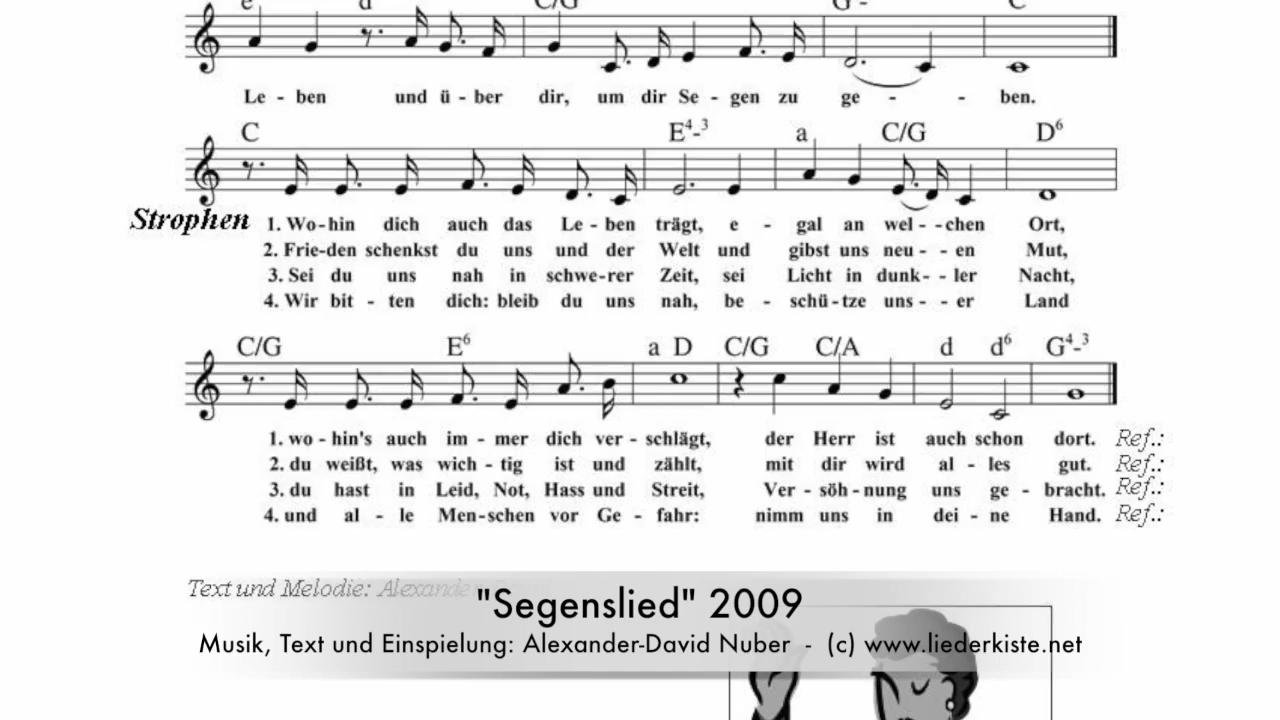 e d C/G G - C
Le - ben und ü - ber dir, um dir Se - gen zu ge - - ben.
C E4-3 a C/G D6
Strophen 1. Wo-hin dich auch das Le - ben trägt, e - gal an wel - -chen Ort,
2. Frie-den schenkst du uns und der Welt und gibst uns neu - - en Mut,
3. Sei du uns nah in schwe-rer Zeit, sei Licht in dunk- - ler Nacht,
4. Wir bit - ten dich: bleib du uns nah, be - schü-tze uns - - er Land
C/G E6 a D C/G C/A d d6 G4-3
1. wo-hin's auch im - mer dich ver - schlägt, der Herr ist auch schon dort. Ref.:
2. du weißt, was wich - tig ist und zählt, mit dir wird al - les gut. Ref.:
3. du hast in Leid, Not, Hass und Streit, Ver - söh - nung uns ge - bracht. Ref.:
4. und al - le Men-schen vor Ge - fahr: nimm uns in dei - ne Hand. Ref.:
Text und Melodie: Alexander
"Segenslied" 2009
Musik, Text und Einspielung: Alexander-David Nuber - (c) www.liederkiste.net